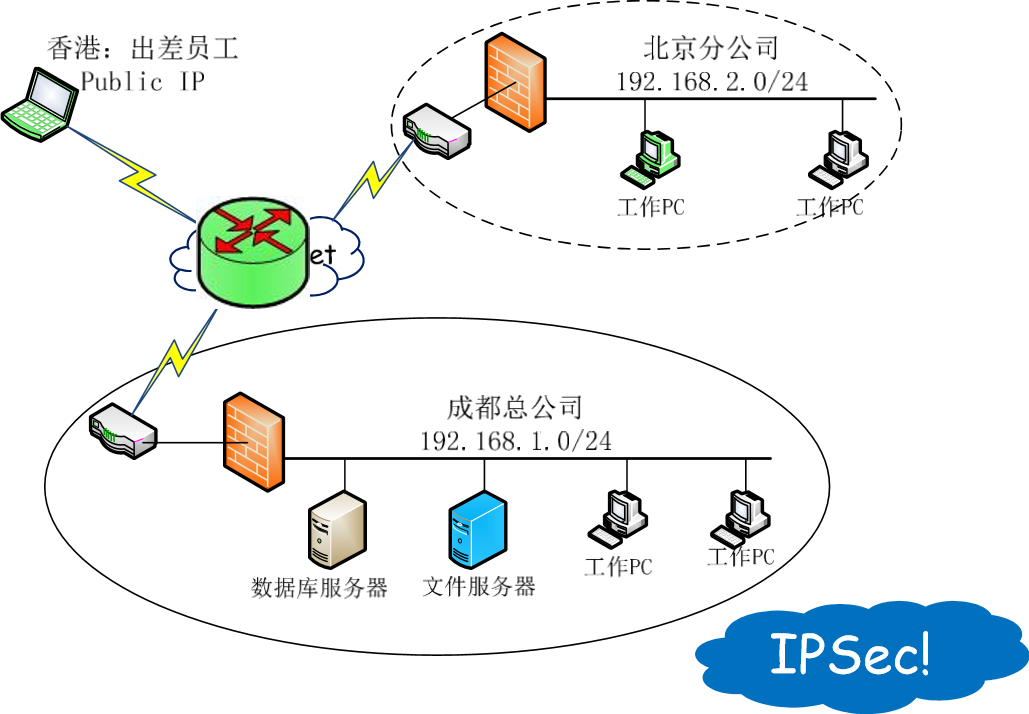 香港：出差员工
Public IP
北京分公司
192.168.2.0/24
工作PC
工作PC
et
成都总公司
192.168.1.0/24
数据库服务器
文件服务器
工作PC
工作PC
IPSec!